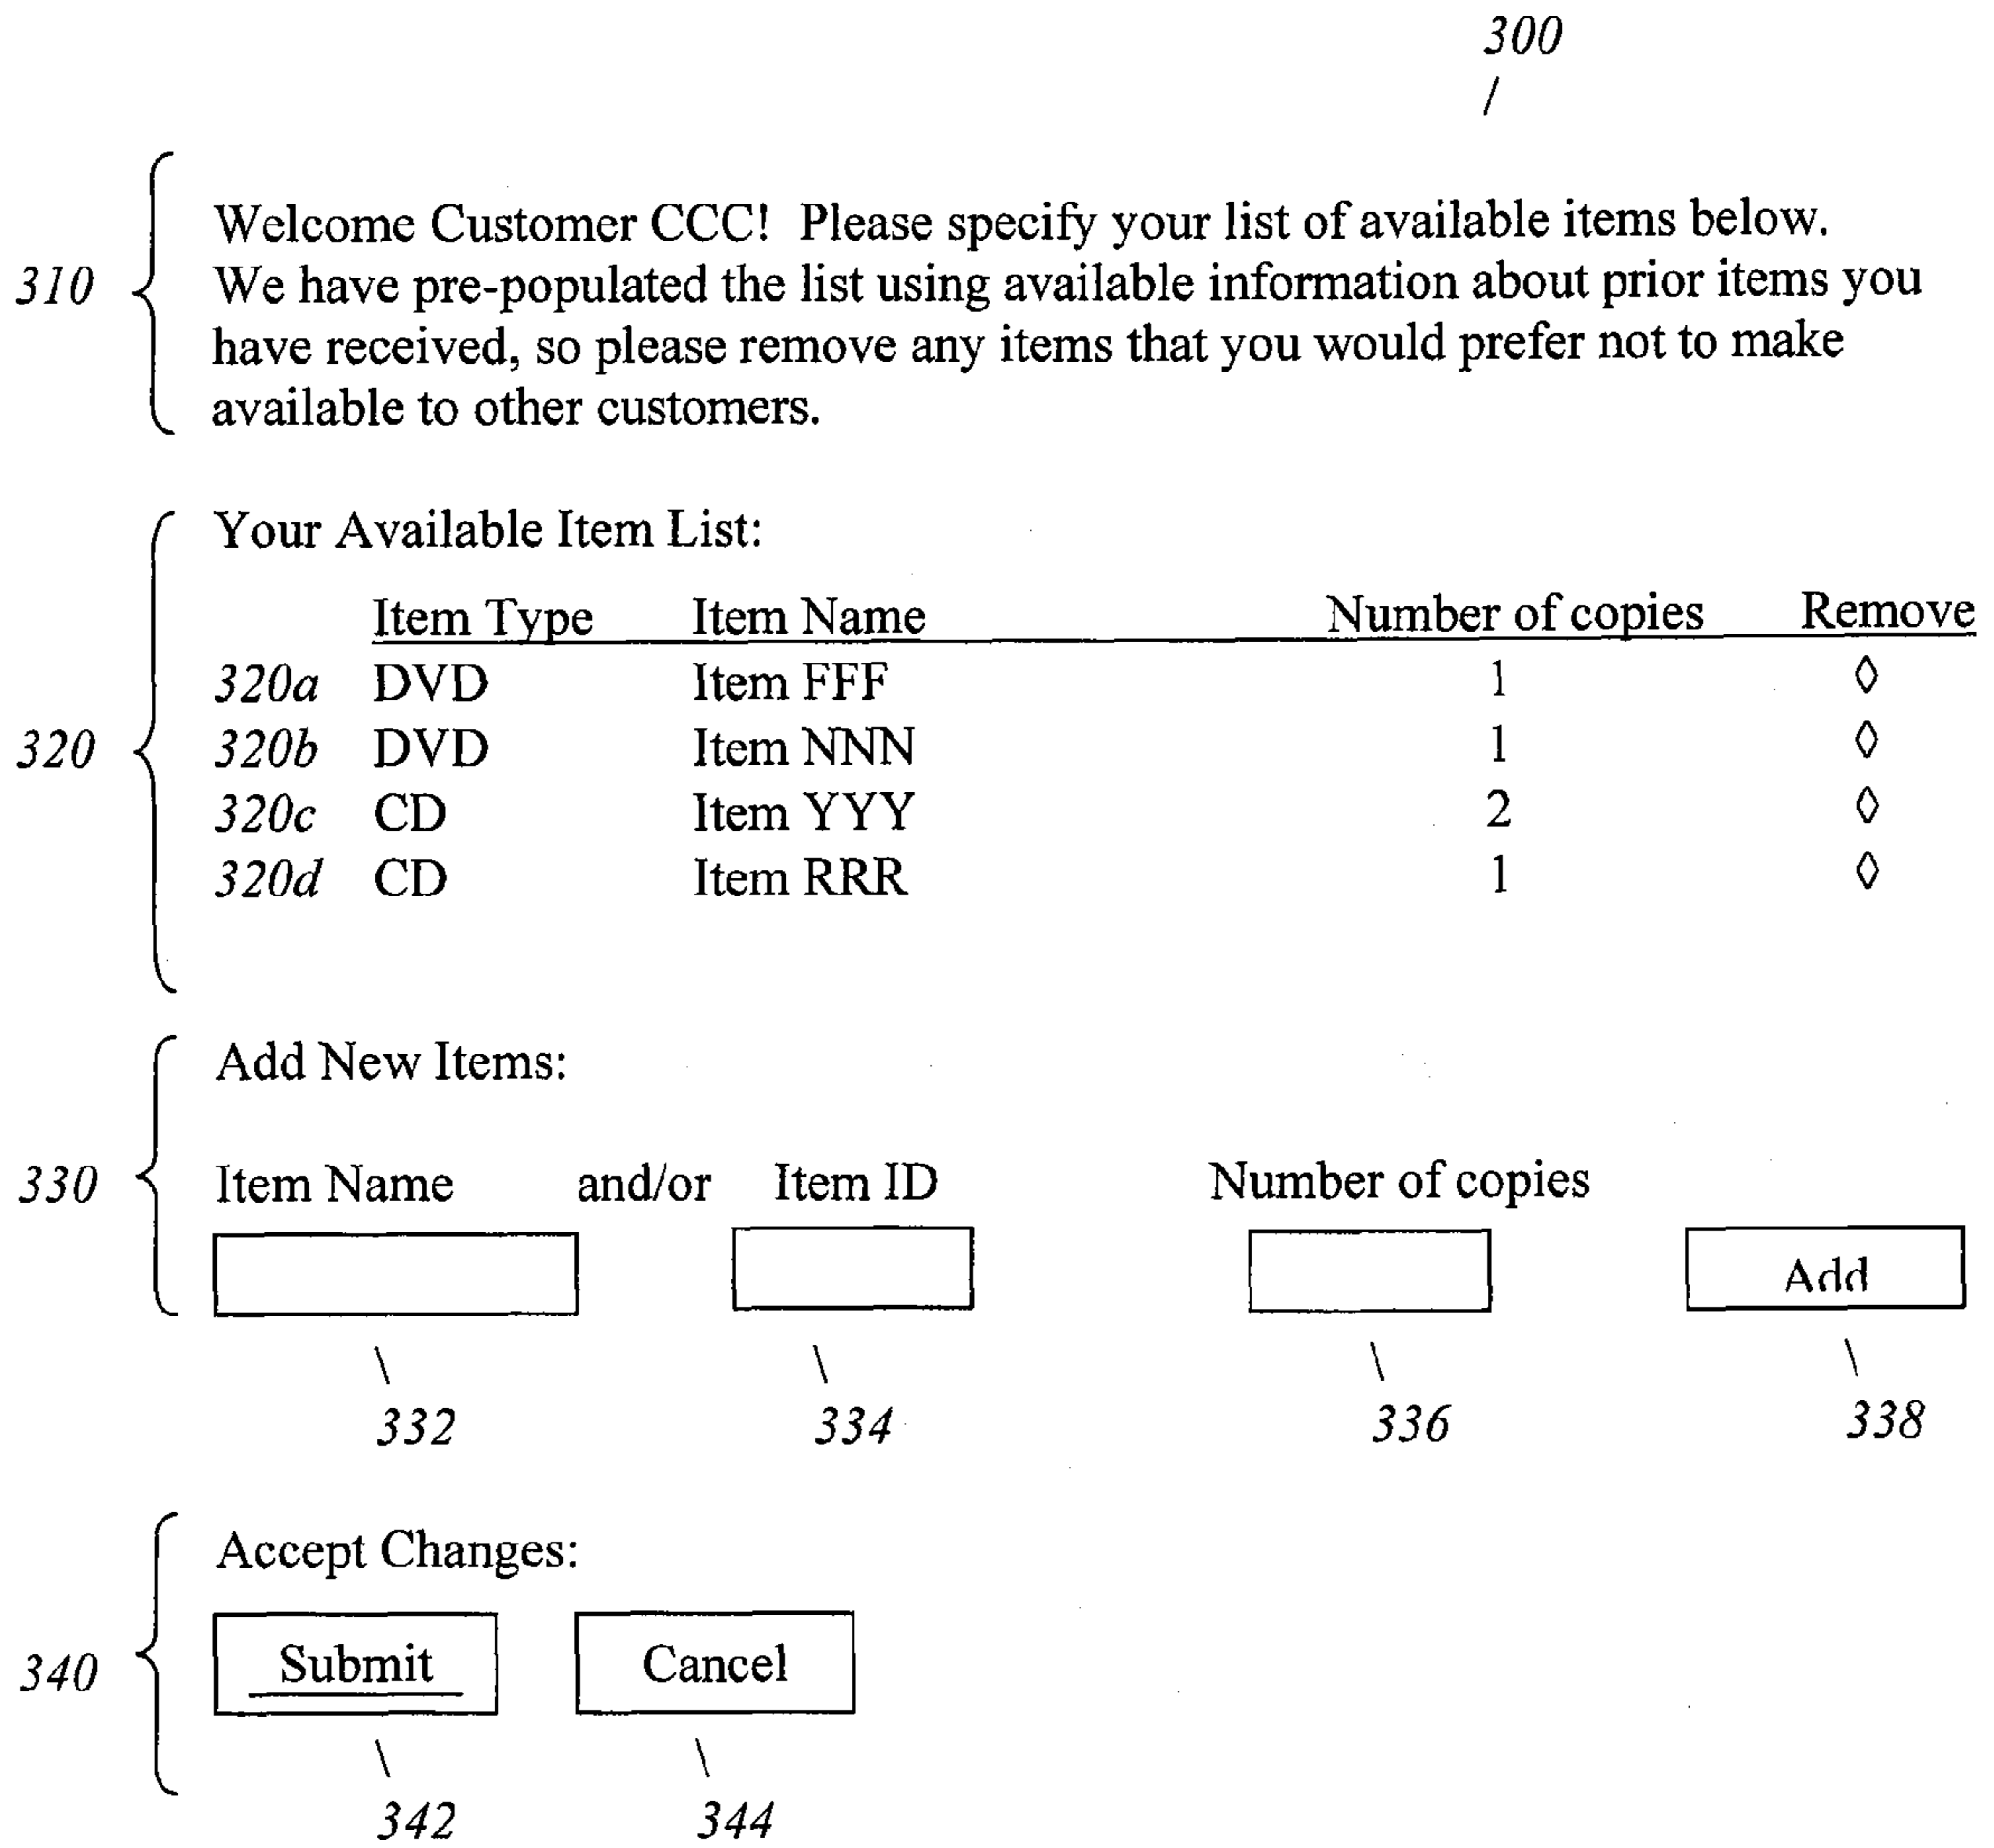 300
310
Welcome Customer CCC! Please specify your list of available items below.
We have pre-populated the list using available information about prior items you
have received, so please remove any items that you would prefer not to make
available to other customers.
320
Your Available Item List:
Item Type Item Name Number of copies Remove
320a DVD Item FFF 1 ◊
320b DVD Item NNN 1 ◊
320c CD Item YYY 2 ◊
320d CD Item RRR 1 ◊
330
Add New Items:
Item Name and/or Item ID Number of copies
Add
332 334 336 338
340
Accept Changes:
Submit Cancel
342 344